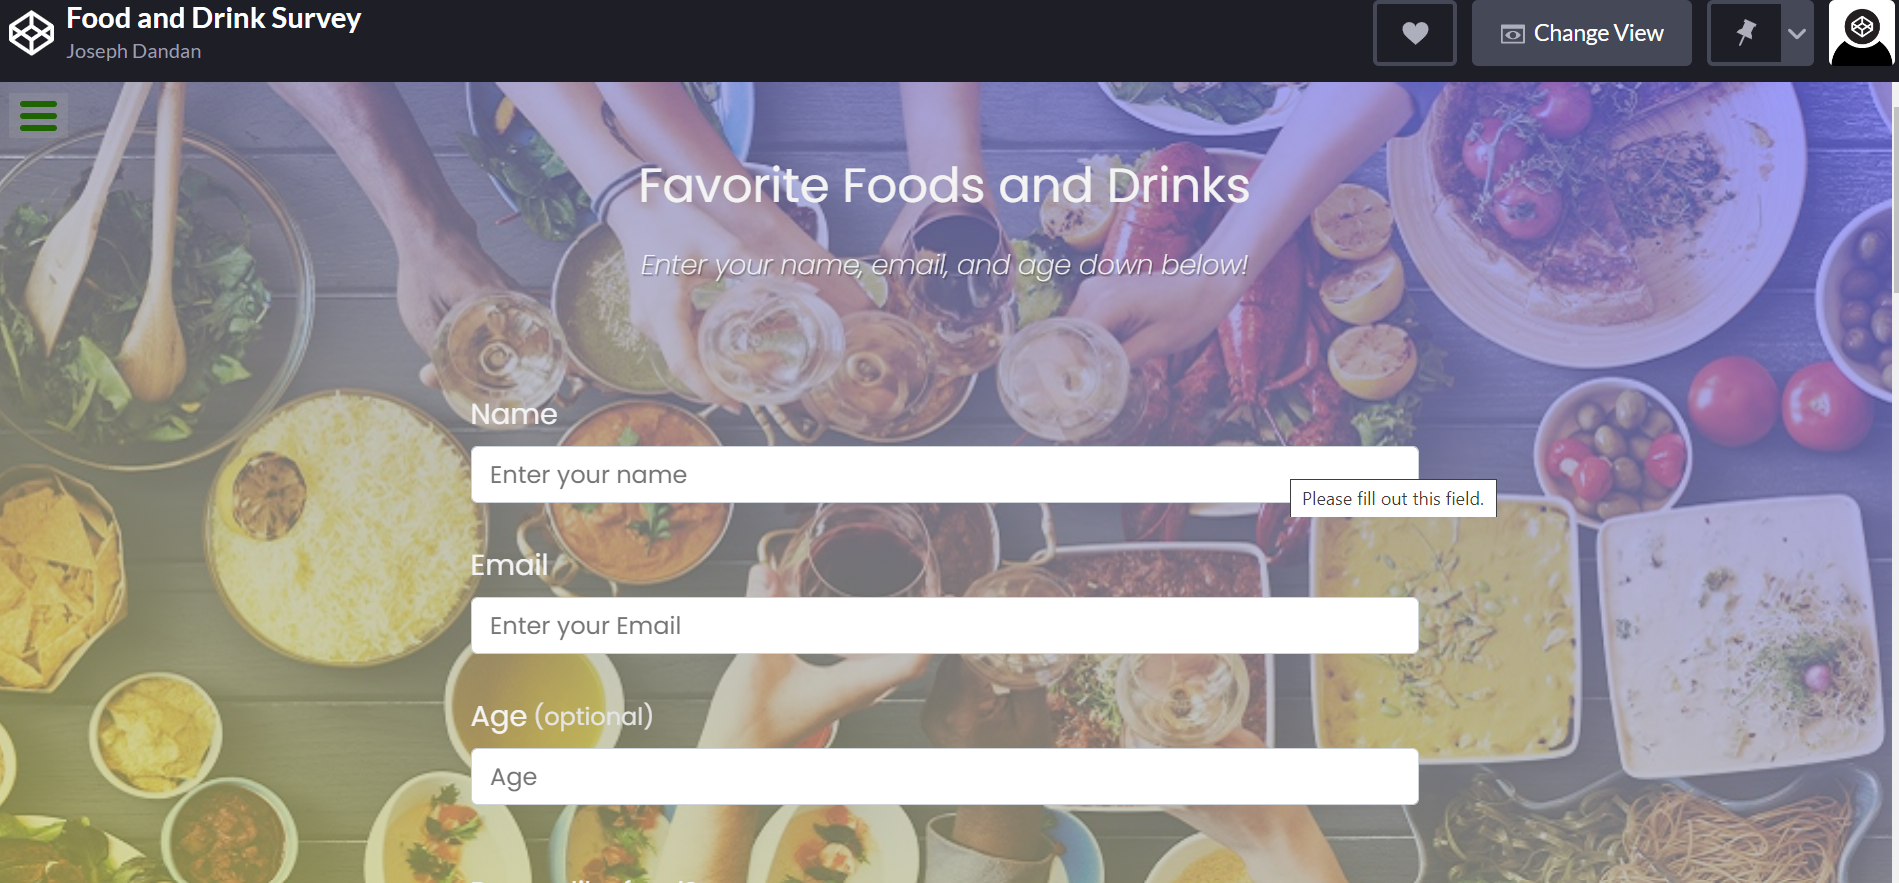 Food and Drink Survey
Joseph Dandan
Change View
Favorite Foods and Drinks
Enter your name, email, and age down below!
Name
Enter your name
Please fill out this field.
Email
Enter your Email
Age (optional)
Age